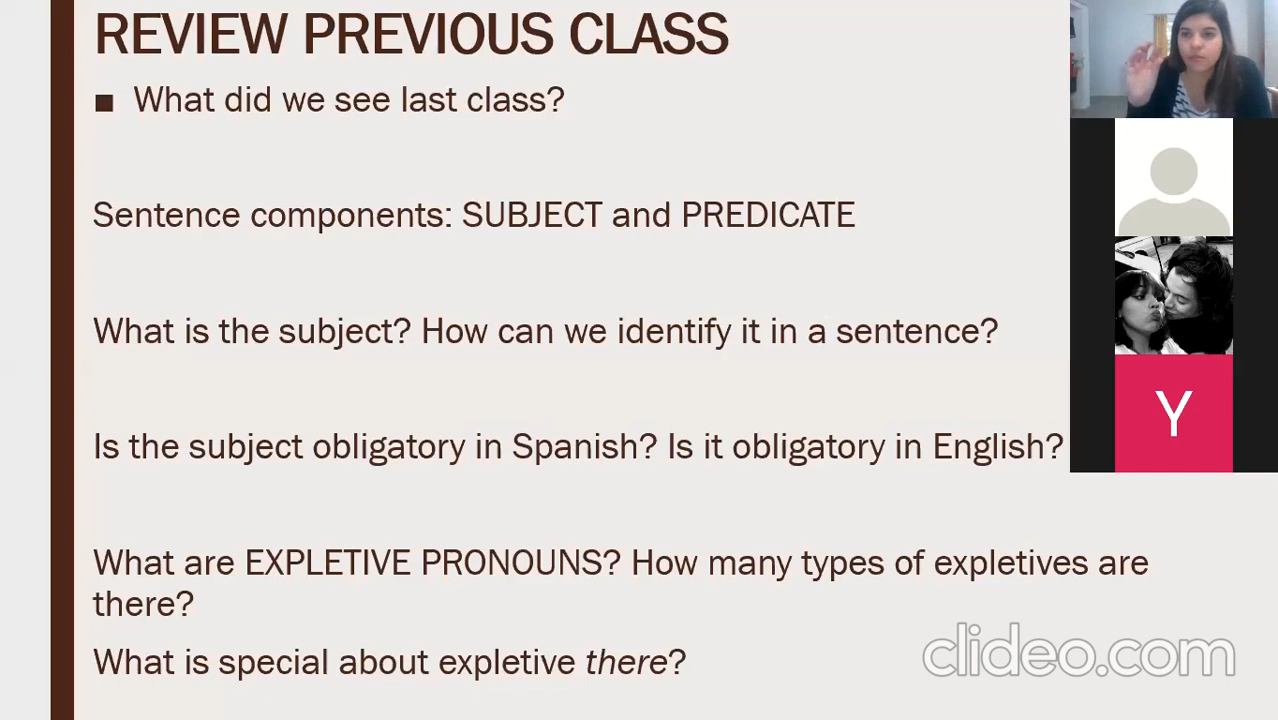 REVIEW PREVIOUS CLASS
■ What did we see last class?
Sentence components: SUBJECT and PREDICATE
What is the subject? How can we identify it in a sentence?
Is the subject obligatory in Spanish? Is it obligatory in English?
Y
What are EXPLETIVE PRONOUNS? How many types of expletives are
there?
What is special about expletive there?
clideo.com